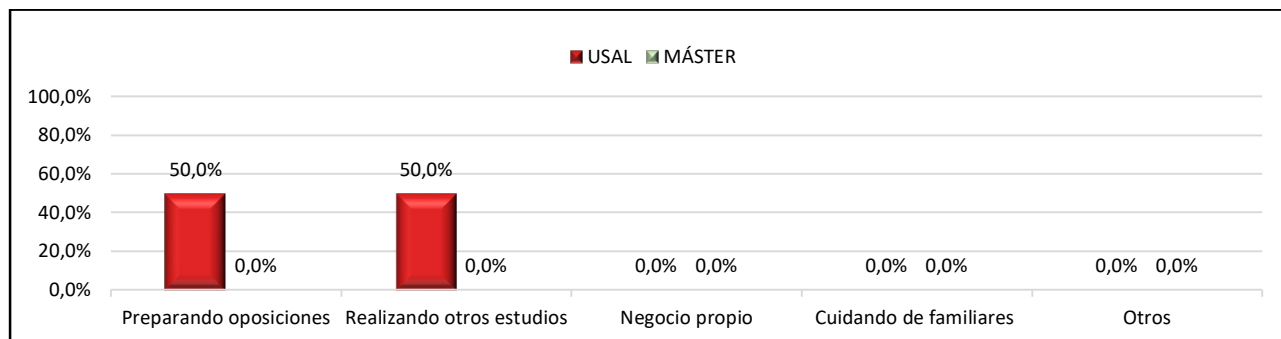 USAL MÁSTER
100,0%
80,0%
60,0%
40,0%
20,0%
0,0%
50,0% 50,0%
0,0% 0,0% 0,0% 0,0% 0,0% 0,0% 0,0% 0,0%
Preparando oposiciones Realizando otros estudios Negocio propio Cuidando de familiares Otros